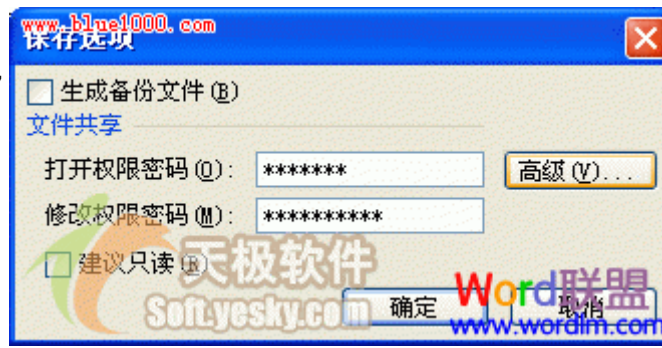 www.blue1000.com
保存选项
生成备份文件(B)
文件共享
打开权限密码(O): *******
高级(V)...
修改权限密码(M): **********
建议只读(R)
天极软件
Soft.yesky.com
确定
取消
Word联盟
www.wordlm.com